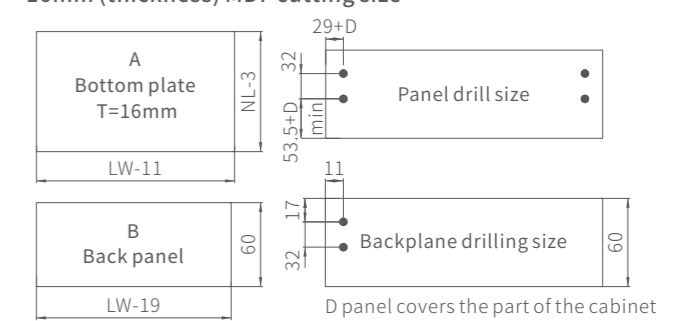 16mm (thickness) MDF cutting size
29+D
A
Bottom plate
T=16mm
NL-3
LW-11
32
53.5+D
min
Panel drill size
11
B
Back panel
60
LW-19
17
32
Backplane drilling size
60
D panel covers the part of the cabinet